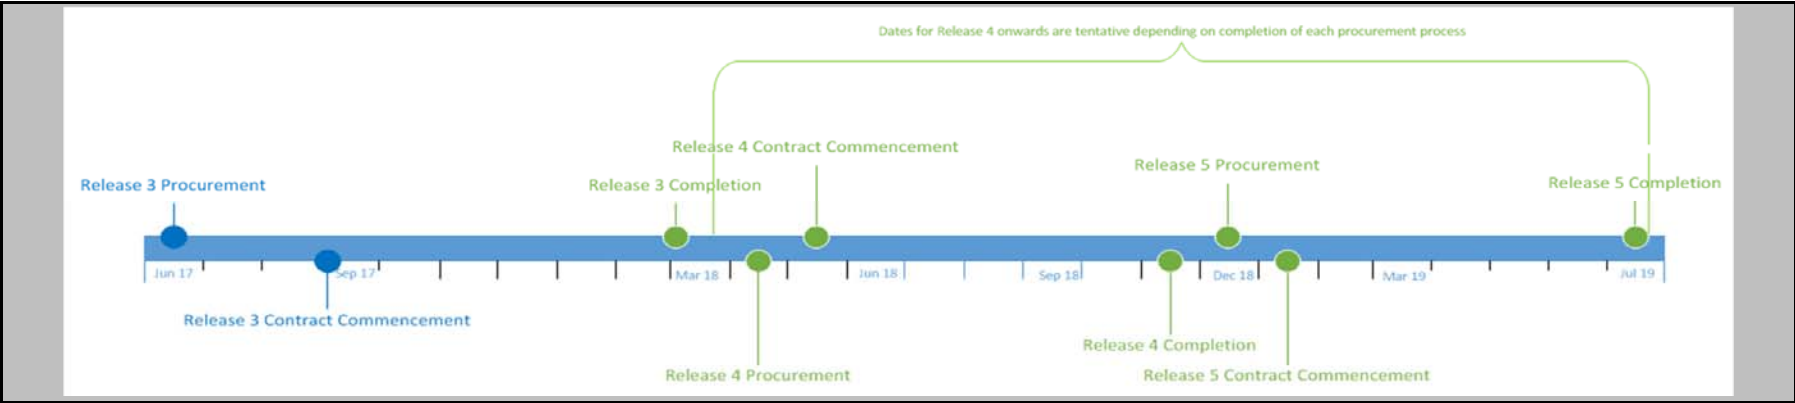 Dates for Release 4 onwards are tentative depending on completion of each procurement process
Release 4 Contract Commencement
Release 5 Procurement
Release 3 Procurement
Release 3 Completion
Release 5 Completion
Jun 17
Sep 17
Mar 18
Jun 18
Sep 18
Dec 18
Mar 19
Jul 19
Release 3 Contract Commencement
Release 4 Completion
Release 4 Procurement
Release 5 Contract Commencement